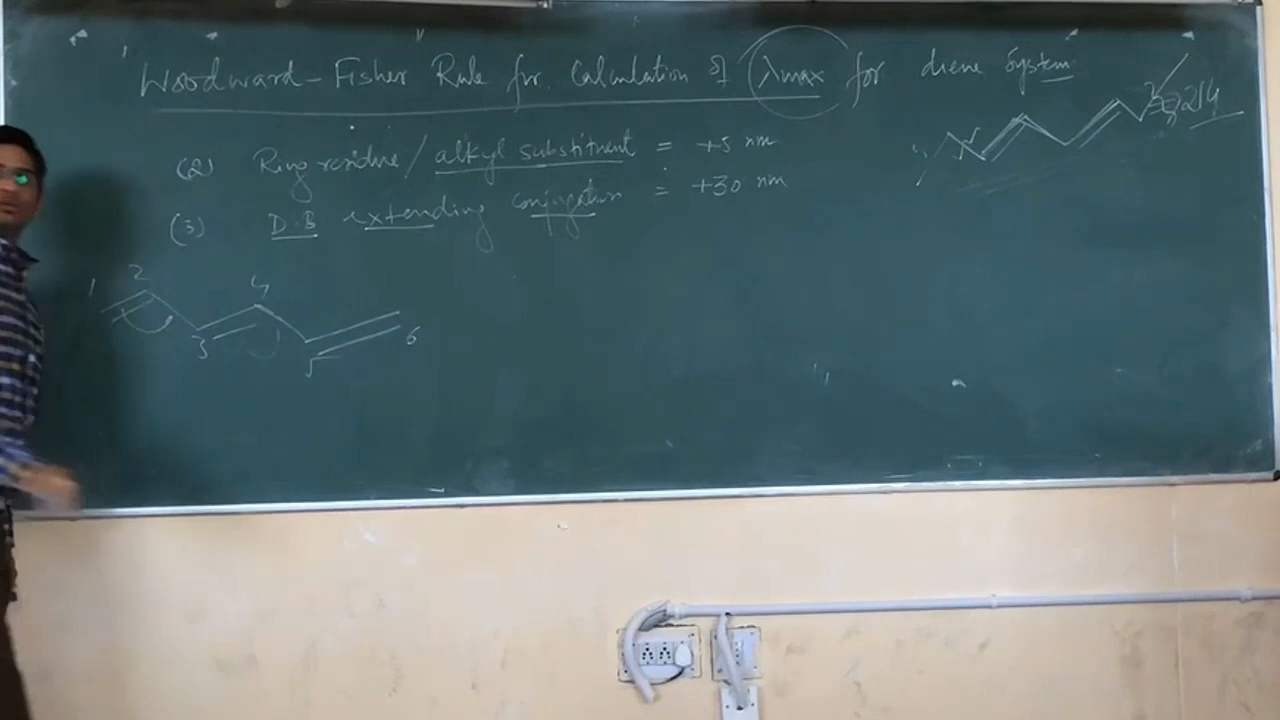 Woodward-Fisher Rule for Calculation of λmax for diene system
214
(2) Ring residue/alkyl substituent = +5 nm
(3) D.B extending conjugation = +30 nm
1 2 3 4 5 6